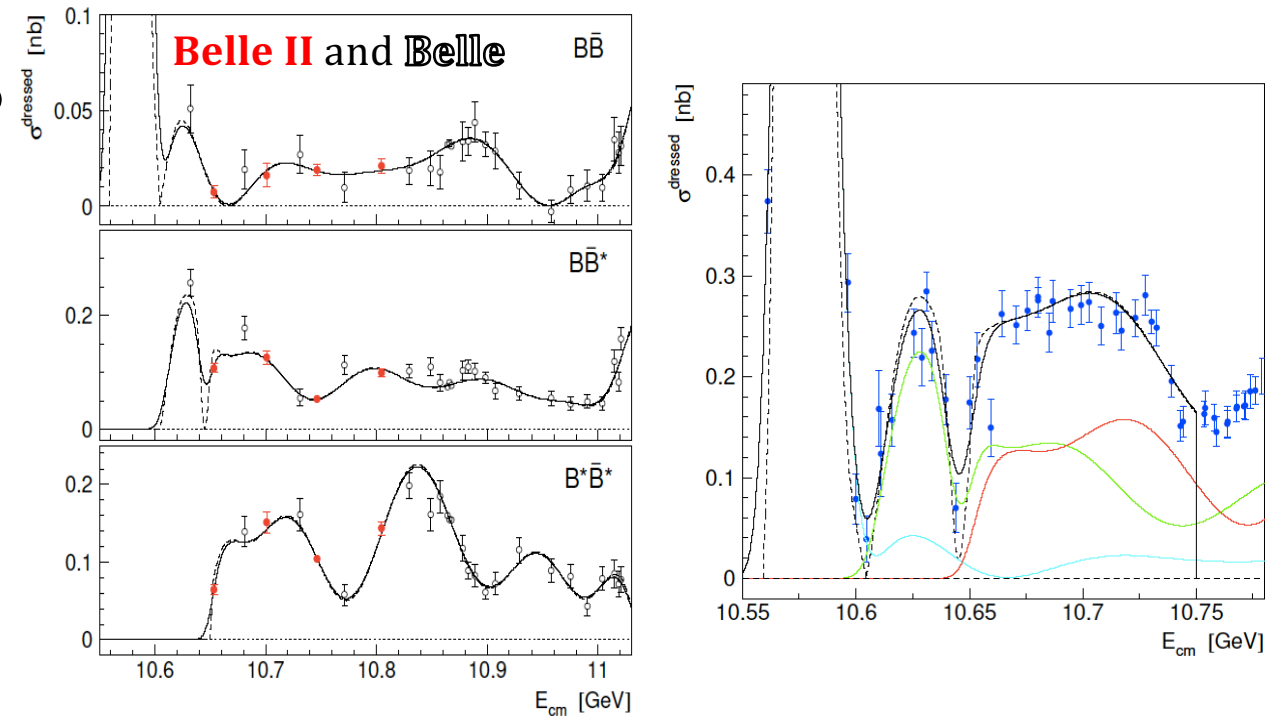 Belle II and Belle
σ^dressed [nb]
0.1
0.05
0
BB̄
0.2
0
BB̄*
0.2
0.1
0
B*B̄*
10.6 10.7 10.8 10.9 11
E_cm [GeV]
σ^dressed [nb]
0.4
0.3
0.2
0.1
0
10.55 10.6 10.65 10.7 10.75
E_cm [GeV]